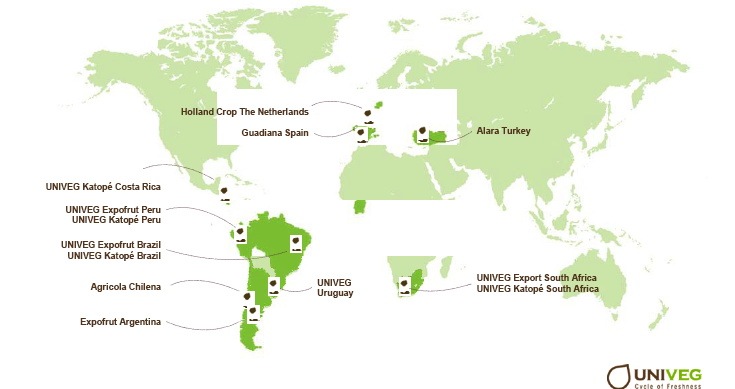 Holland Crop The Netherlands
Guadiana Spain
Alara Turkey
UNIVEG Katopé Costa Rica
UNIVEG Expofrut Peru
UNIVEG Katopé Peru
UNIVEG Expofrut Brazil
UNIVEG Katopé Brazil
Agricola Chilena
UNIVEG
Uruguay
UNIVEG Export South Africa
UNIVEG Katopé South Africa
Expofrut Argentina
UNIVEG
Cycle of Freshness